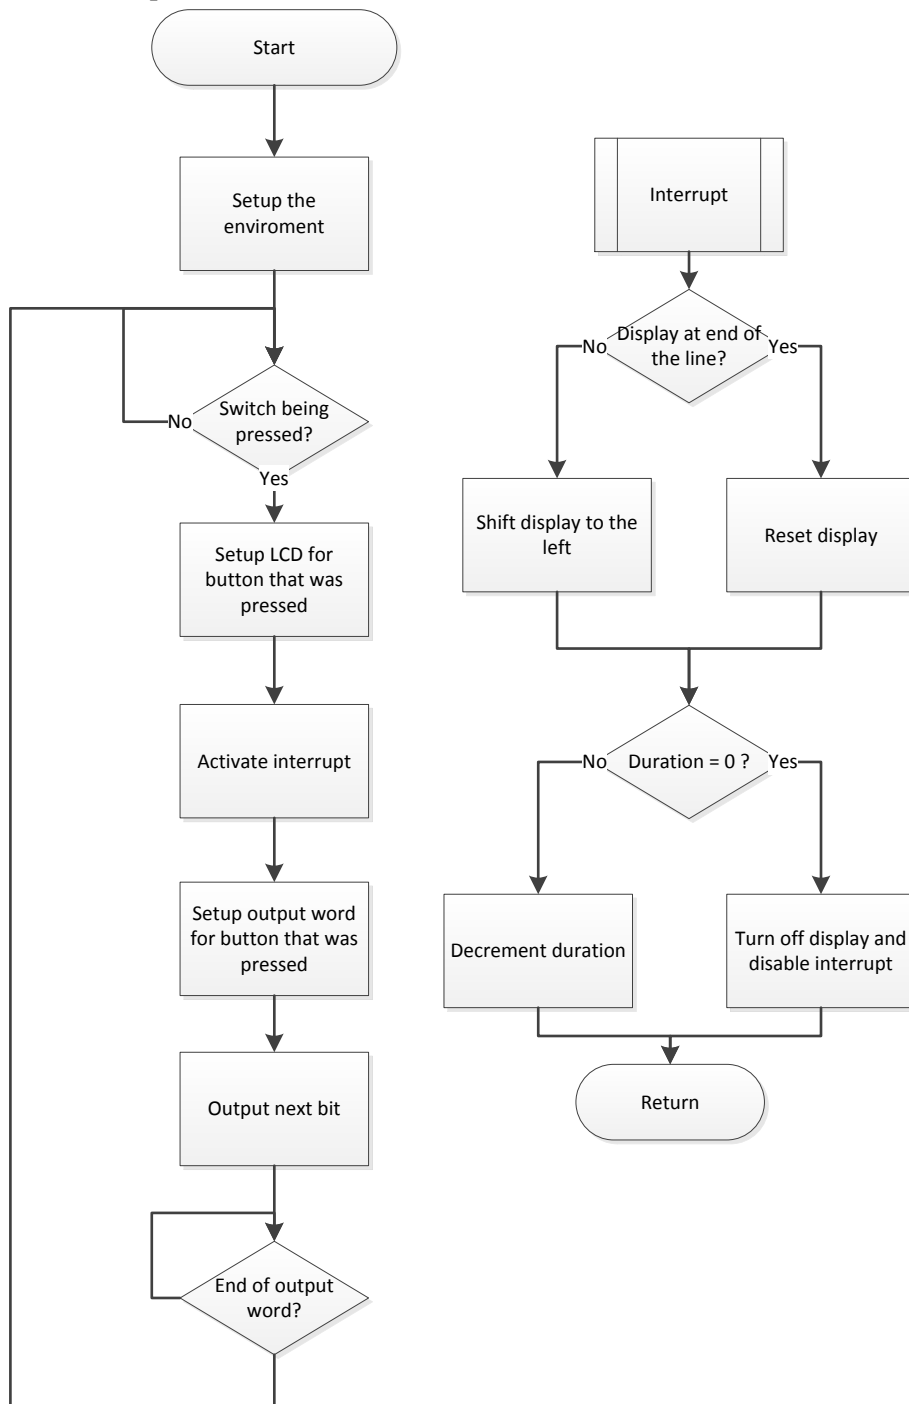 Start
Setup the
enviroment
Switch being
pressed?
No
Yes
Setup LCD for
button that was
pressed
Activate interrupt
Setup output word
for button that was
pressed
Output next bit
End of output
word?
Interrupt
Display at end of
the line?
No
Yes
Shift display to the
left
Reset display
Duration = 0 ?
No
Yes
Decrement duration
Turn off display and
disable interrupt
Return